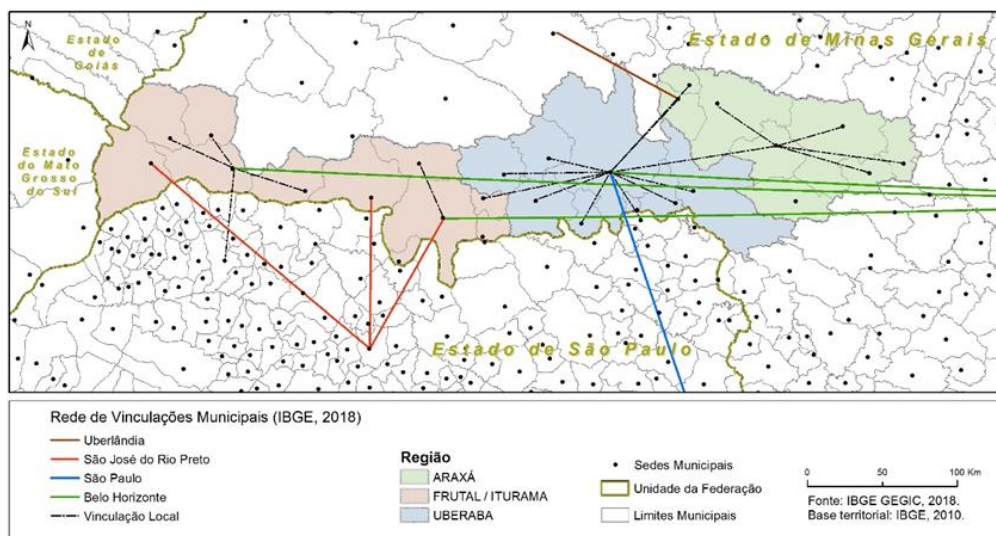 N
Estado
de
Goiás
Estado de Minas Gerais
Estado
do Mato
Grosso
do Sul
Estado de São Paulo
Rede de Vinculações Municipais (IBGE, 2018)
Uberlândia
São José do Rio Preto
São Paulo
Belo Horizonte
Vinculação Local
Região
ARAXÁ
FRUTAL / ITURAMA
UBERABA
Sedes Municipais
Unidade da Federação
Limites Municipais
0 50 100 Km
Fonte: IBGE GEGIC, 2018.
Base territorial: IBGE, 2010.